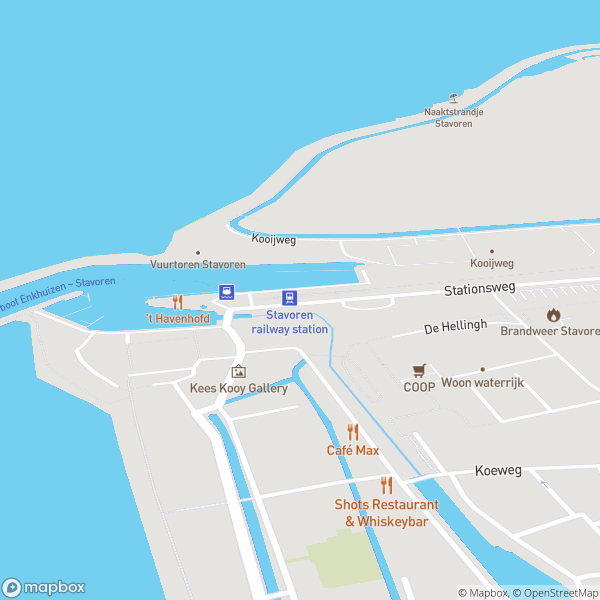 Naaktstrandje
Stavoren
Kooijweg
Vuurtoren Stavoren
Kooijweg
boot Enkhuizen – Stavoren
Stationsweg
't Havenhofd
Stavoren
railway station
De Hellingh
Brandweer Stavore
Kees Kooy Gallery
COOP
Woon waterrijk
Café Max
Koeweg
Shots Restaurant
& Whiskeybar
mapbox
© Mapbox, © OpenStreetMap